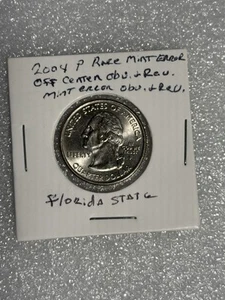 2004 P Rare Mint Error
Off Center Obv. + Rev.
Mint error Obv. + Rev.
UNITED STATES OF AMERICA
LIBERTY
QUARTER DOLLAR
Florida State